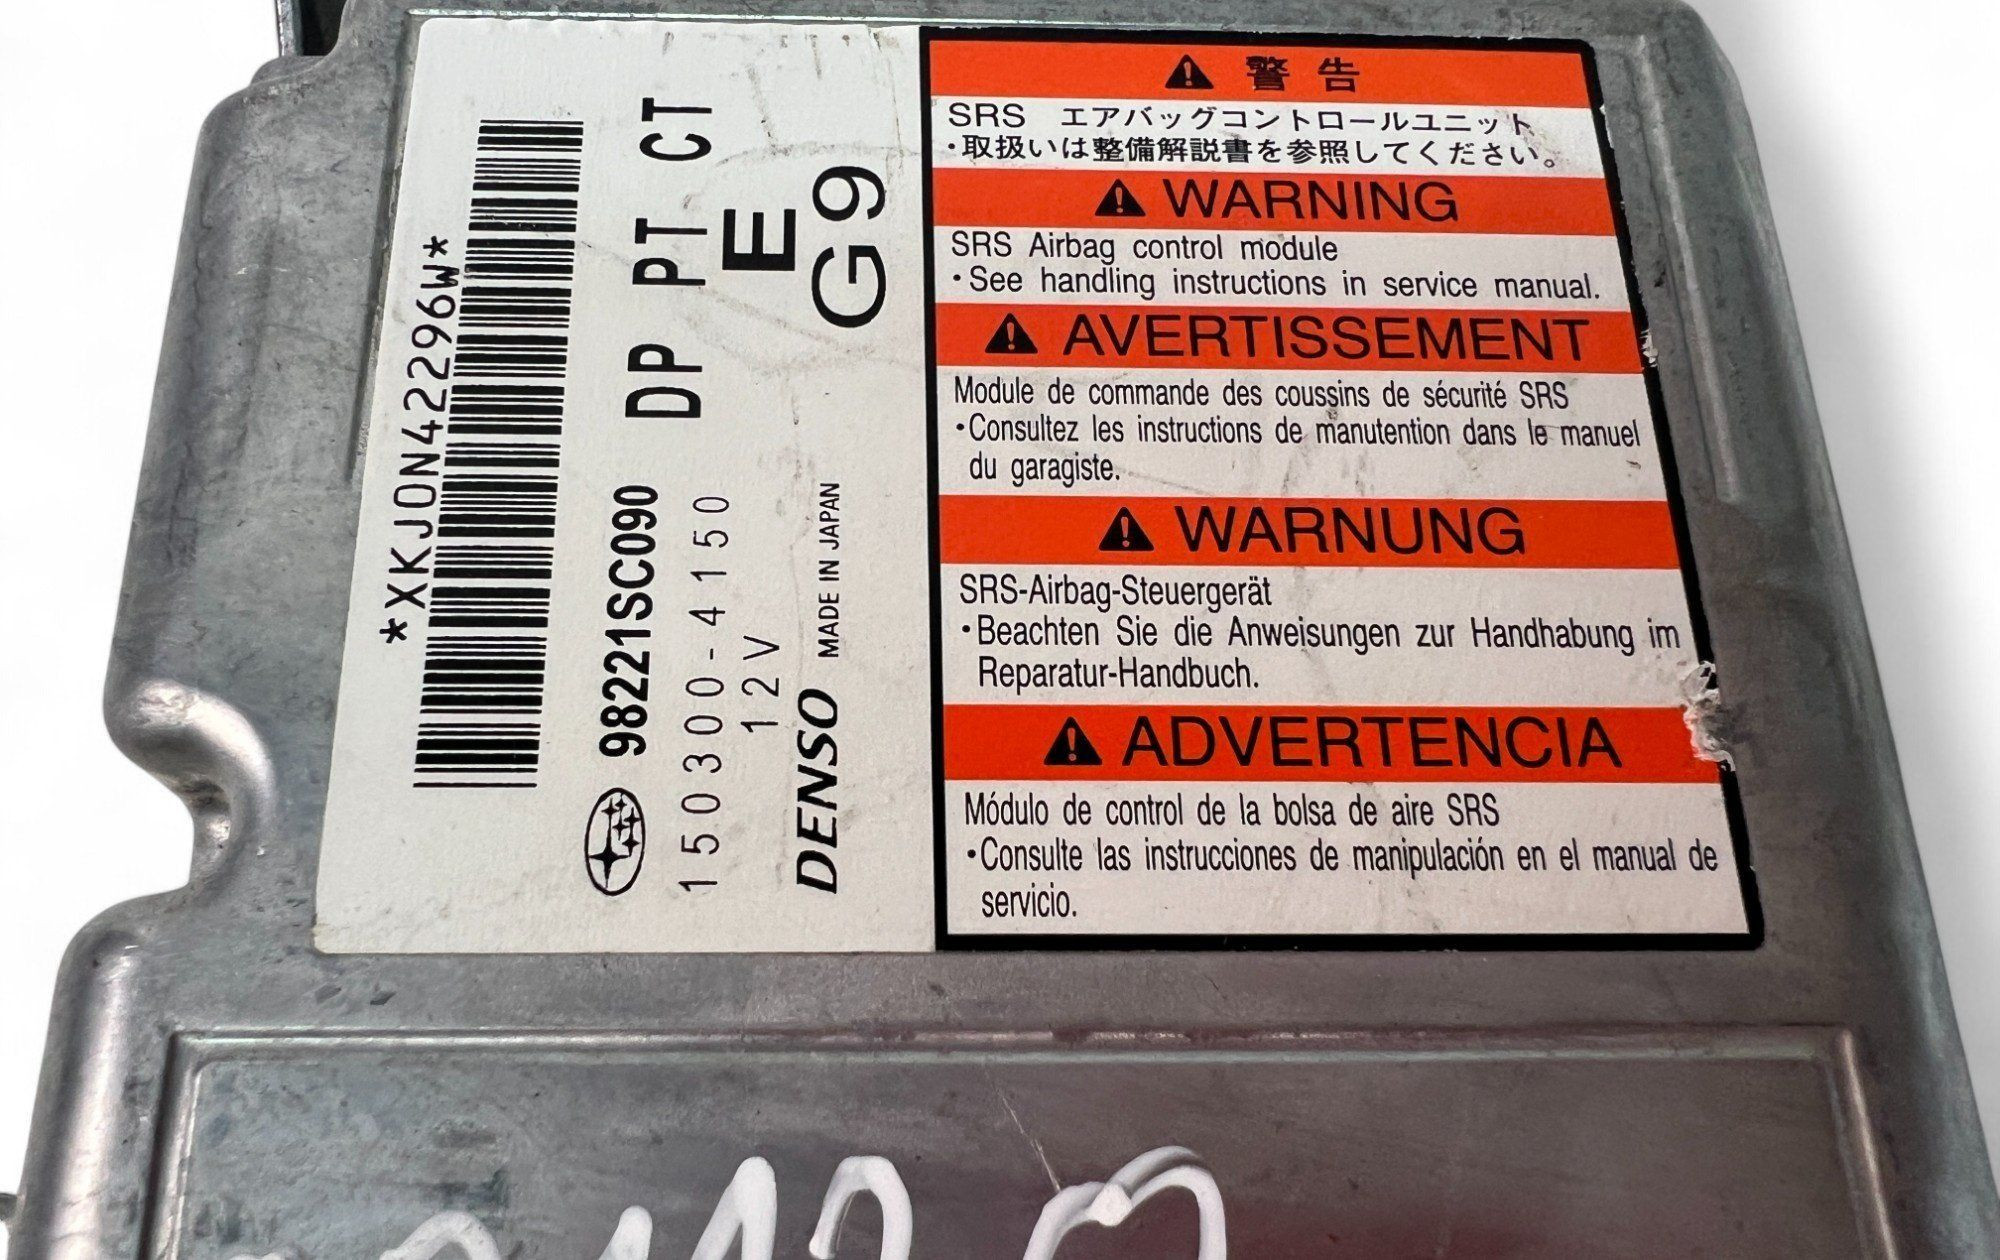 *XKJ0N42296W*
98221SC090 DP PT CT
150300-4150 E
12V G9
DENSO MADE IN JAPAN
警告
SRS エアバッグコントロールユニット
・取扱いは整備解説書を参照してください。
WARNING
SRS Airbag control module
・See handling instructions in service manual.
AVERTISSEMENT
Module de commande des coussins de sécurité SRS
・Consultez les instructions de manutention dans le manuel
du garagiste.
WARNUNG
SRS-Airbag-Steuergerät
・Beachten Sie die Anweisungen zur Handhabung im
Reparatur-Handbuch.
ADVERTENCIA
Módulo de control de la bolsa de aire SRS
・Consulte las instrucciones de manipulación en el manual de
servicio.